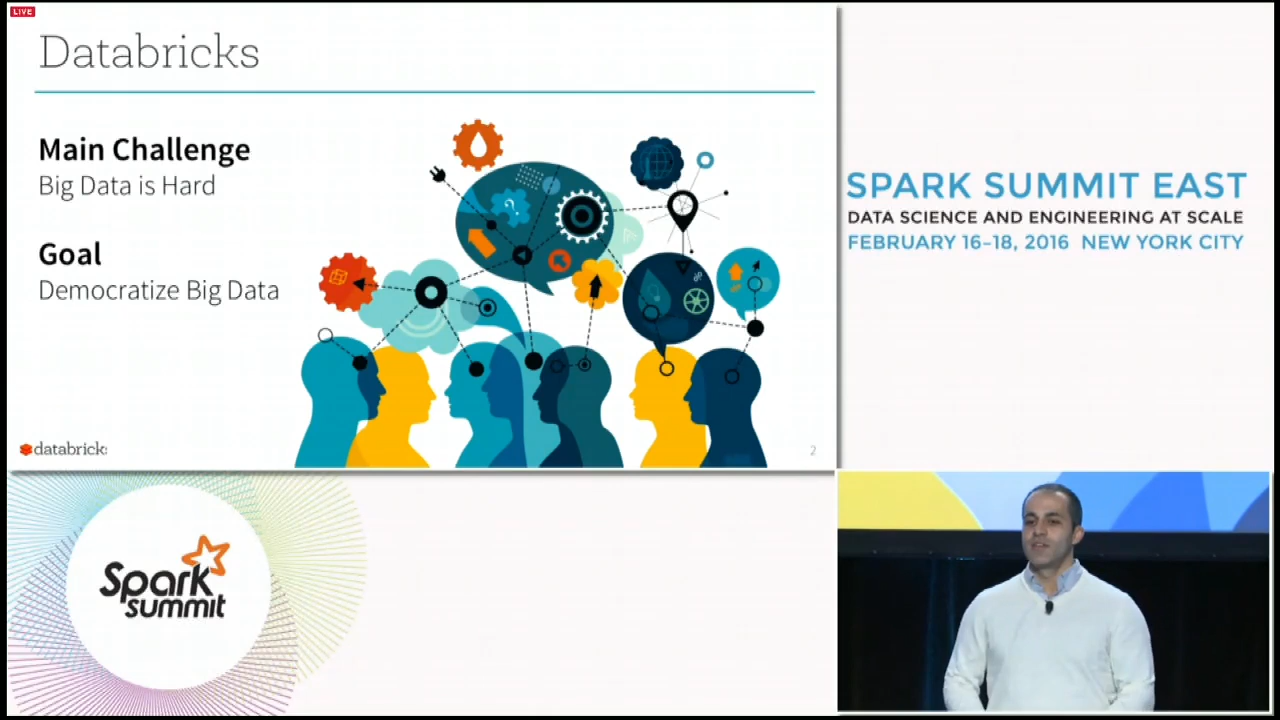 LIVE
Databricks
Main Challenge
Big Data is Hard
Goal
Democratize Big Data
databricks
2
SPARK SUMMIT EAST
DATA SCIENCE AND ENGINEERING AT SCALE
FEBRUARY 16–18, 2016 NEW YORK CITY
Spark
summit